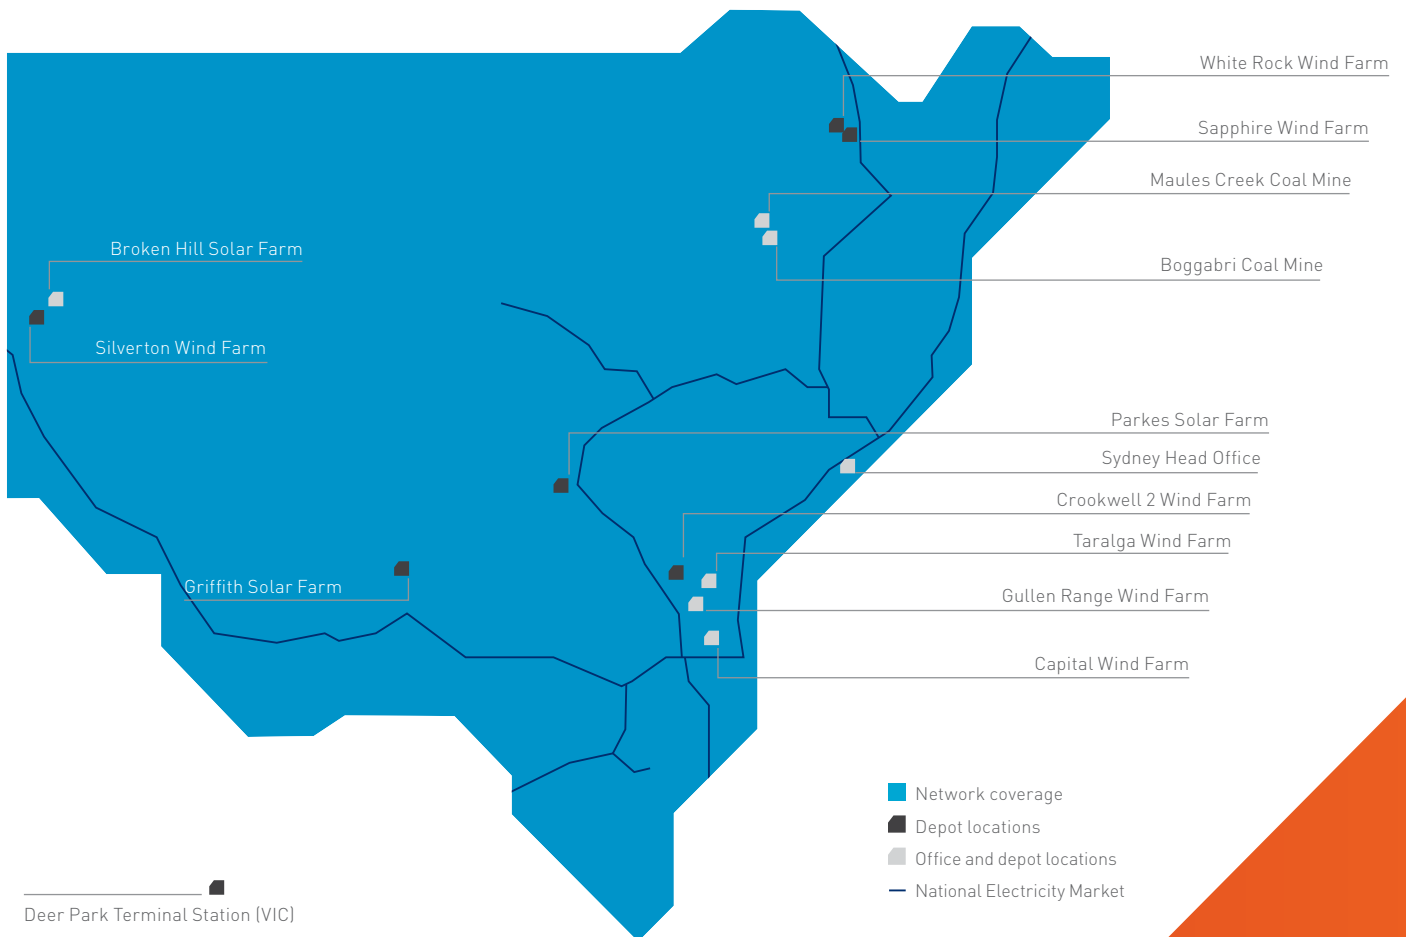 White Rock Wind Farm
Sapphire Wind Farm
Maules Creek Coal Mine
Broken Hill Solar Farm
Boggabri Coal Mine
Silverton Wind Farm
Parkes Solar Farm
Sydney Head Office
Crookwell 2 Wind Farm
Taralga Wind Farm
Griffith Solar Farm
Gullen Range Wind Farm
Capital Wind Farm
Network coverage
Depot locations
Office and depot locations
National Electricity Market
Deer Park Terminal Station (VIC)